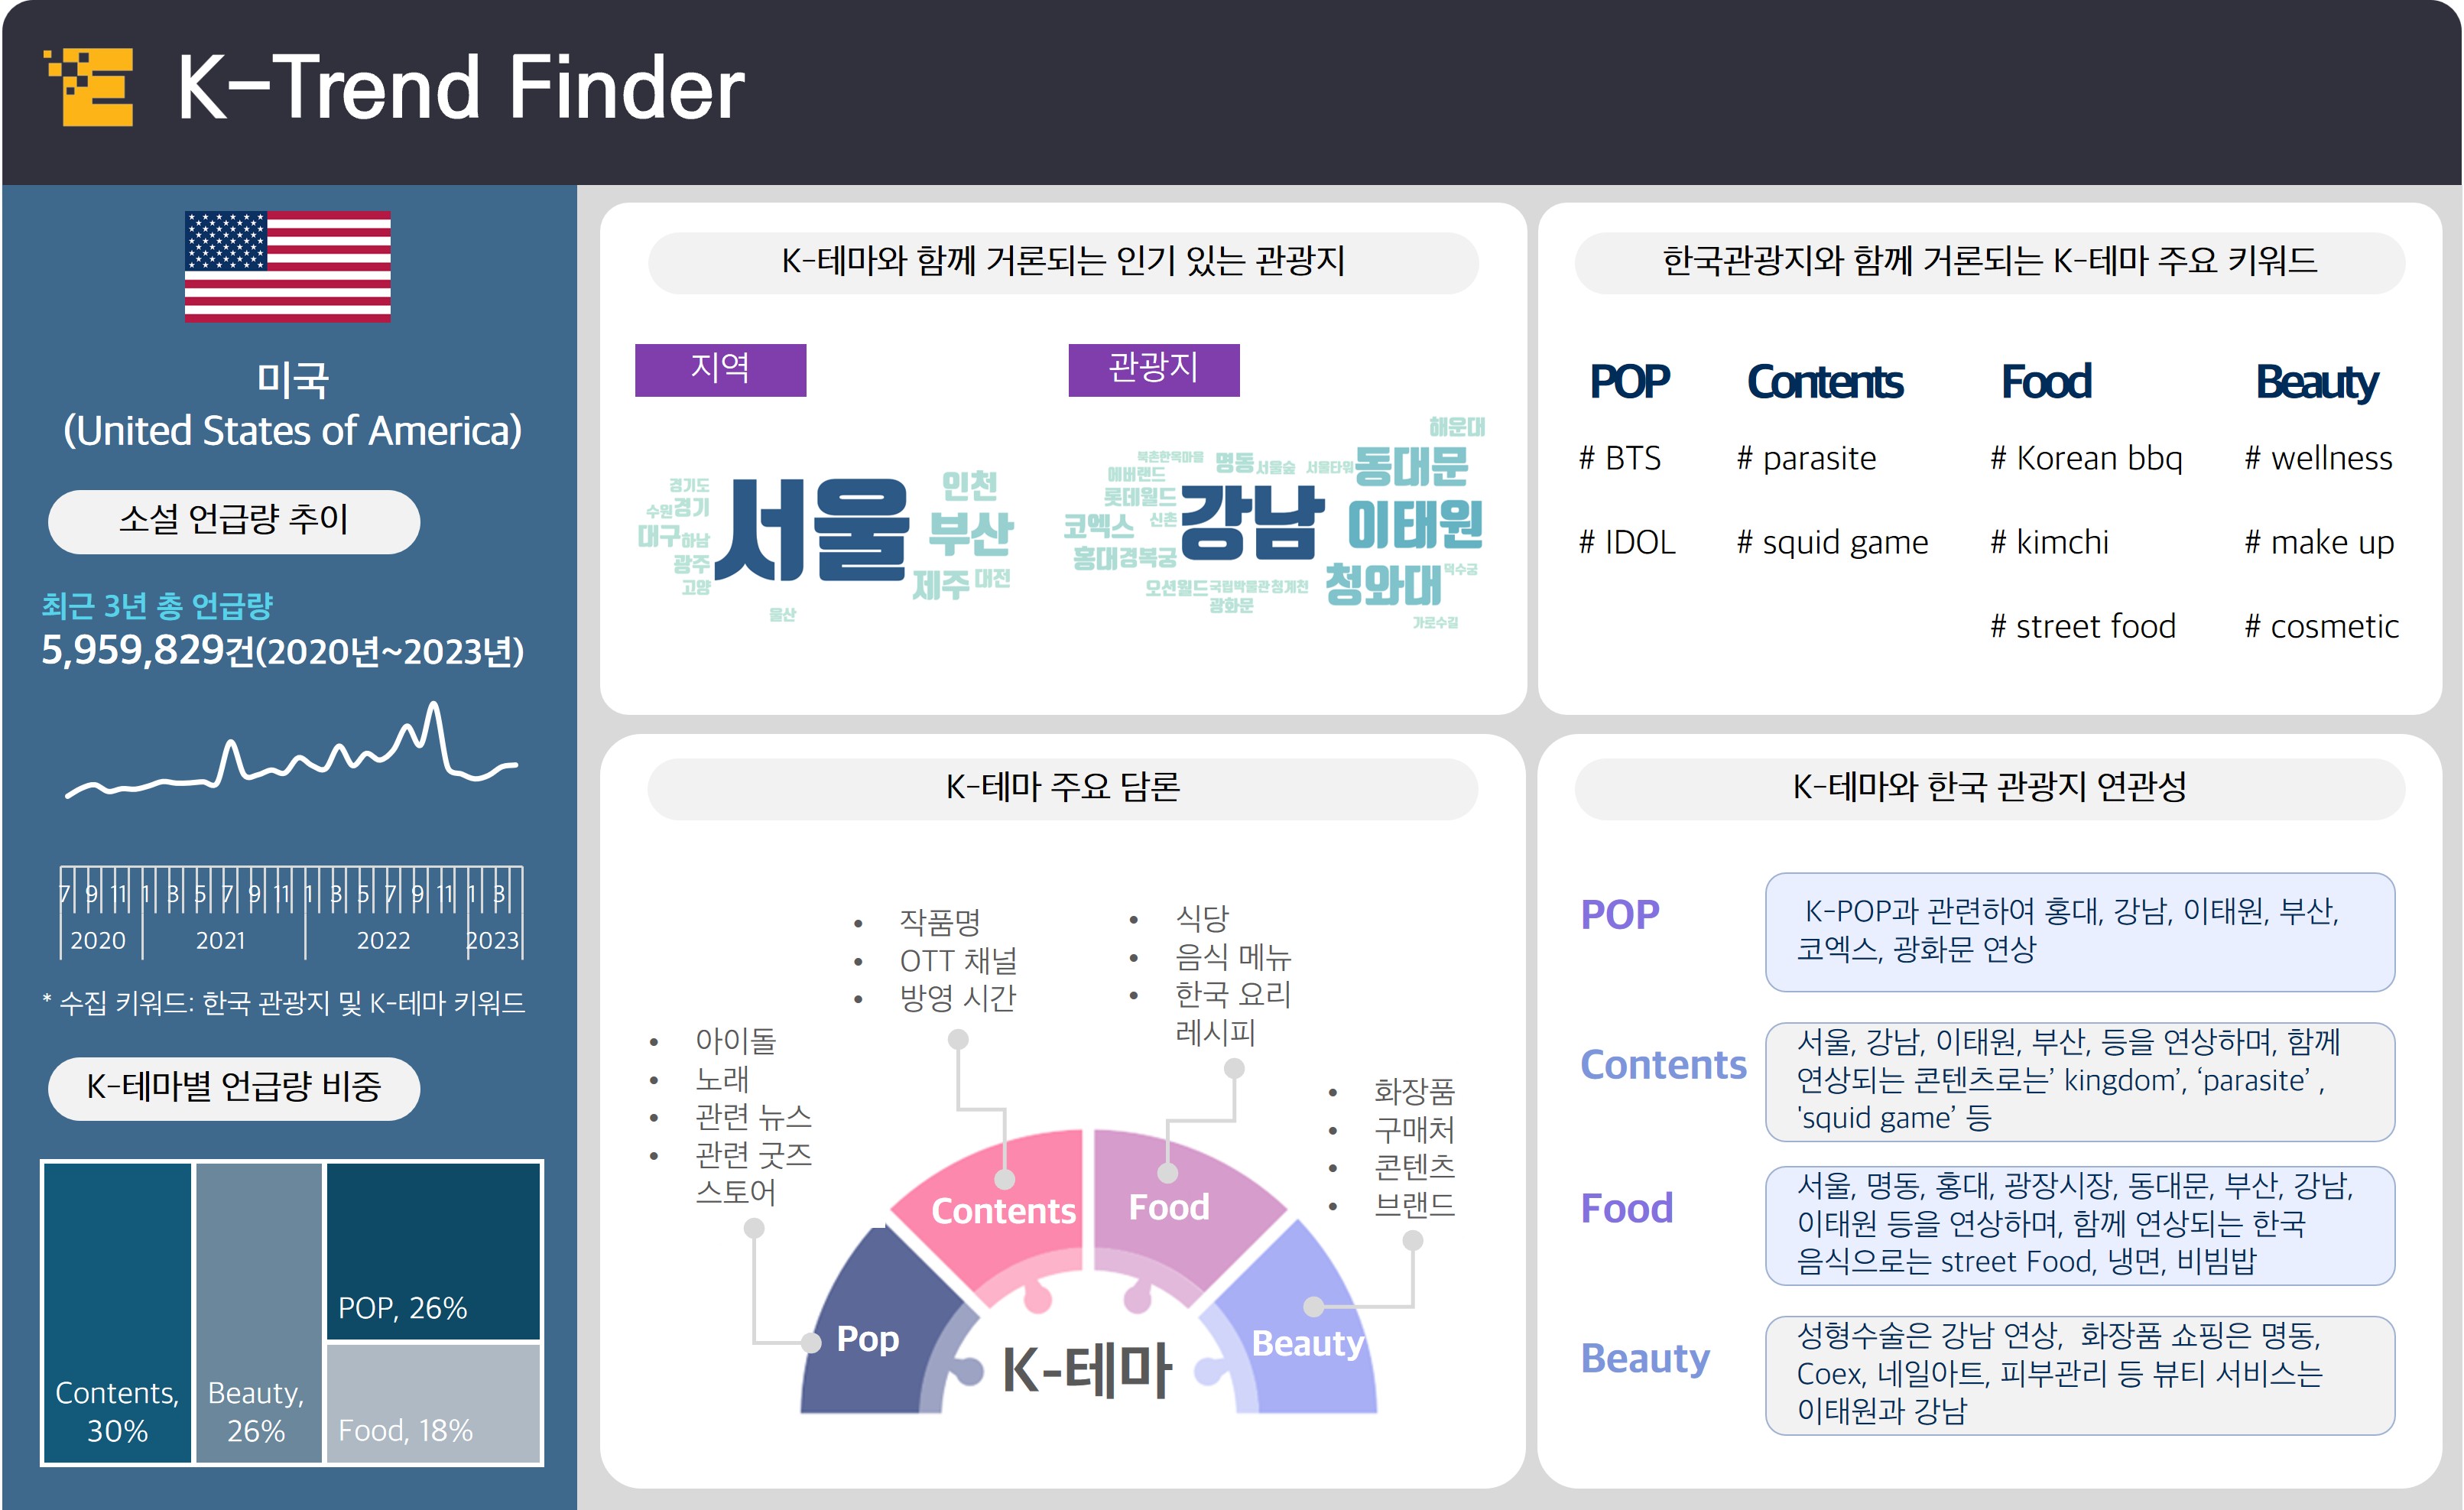 K-Trend Finder
미국
(United States of America)
소셜 언급량 추이
최근 3년 총 언급량
5,959,829건(2020년~2023년)
7 9 11 1 3 5 7 9 11 1 3 5 7 9 11 1 3
2020 2021 2022 2023
* 수집 키워드: 한국 관광지 및 K-테마 키워드
K-테마별 언급량 비중
Contents,
30%
Beauty,
26%
POP, 26%
Food, 18%
K-테마와 함께 거론되는 인기 있는 관광지
지역
서울
인천
부산
제주
대전
울산
경기도
수원
경기
대구
하남
광주
고양
관광지
해운대
북촌한옥마을
에버랜드
명동
서울숲
서울타워
동대문
롯데월드
강남
이태원
코엑스
신촌
홍대
경복궁
청와대
덕수궁
오션월드
국립박물관
청계천
광화문
가로수길
한국관광지와 함께 거론되는 K-테마 주요 키워드
POP Contents Food Beauty
# BTS # parasite # Korean bbq # wellness
# IDOL # squid game # kimchi # make up
# street food # cosmetic
K-테마 주요 담론
• 아이돌
• 노래
• 관련 뉴스
• 관련 굿즈
스토어
• 작품명
• OTT 채널
• 방영 시간
• 식당
• 음식 메뉴
• 한국 요리
레시피
• 화장품
• 구매처
• 콘텐츠
• 브랜드
Pop
Contents
Food
Beauty
K-테마
K-테마와 한국 관광지 연관성
POP
K-POP과 관련하여 홍대, 강남, 이태원, 부산,
코엑스, 광화문 연상
Contents
서울, 강남, 이태원, 부산, 등을 연상하며, 함께
연상되는 콘텐츠로는’ kingdom’, ‘parasite’ ,
'squid game’ 등
Food
서울, 명동, 홍대, 광장시장, 동대문, 부산, 강남,
이태원 등을 연상하며, 함께 연상되는 한국
음식으로는 street Food, 냉면, 비빔밥
Beauty
성형수술은 강남 연상, 화장품 쇼핑은 명동,
Coex, 네일아트, 피부관리 등 뷰티 서비스는
이태원과 강남